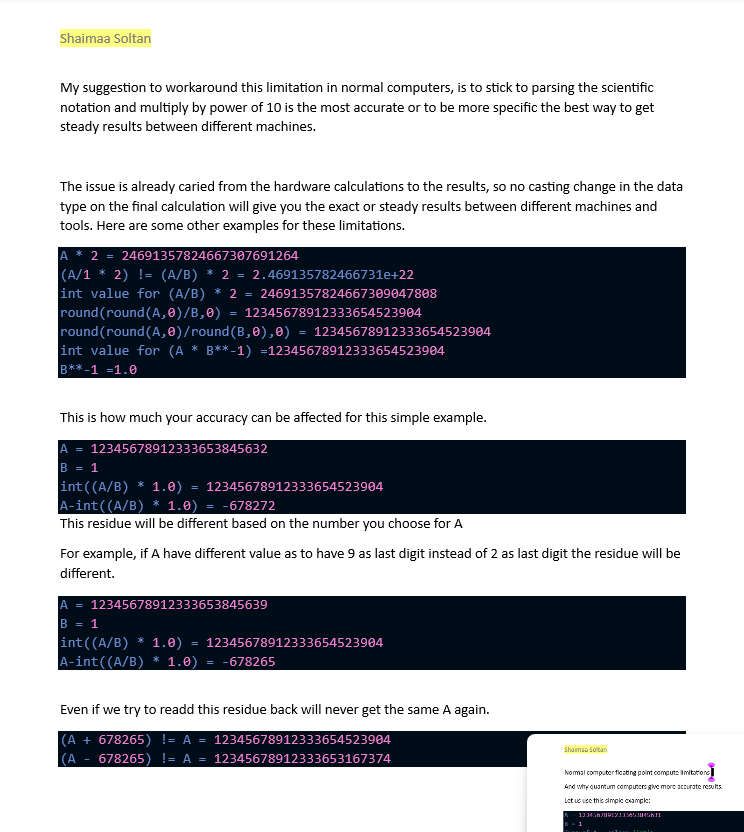 Shaimaa Soltan
My suggestion to workaround this limitation in normal computers, is to stick to parsing the scientific
notation and multiply by power of 10 is the most accurate or to be more specific the best way to get
steady results between different machines.
The issue is already caried from the hardware calculations to the results, so no casting change in the data
type on the final calculation will give you the exact or steady results between different machines and
tools. Here are some other examples for these limitations.
A * 2 = 24691357824667307691264
(A/1 * 2) != (A/B) * 2 = 2.469135782466731e+22
int value for (A/B) * 2 = 24691357824667309047808
round(round(A,0)/B,0) = 12345678912333654523904
round(round(A,0)/round(B,0),0) = 12345678912333654523904
int value for (A * B**-1) =12345678912333654523904
B**-1 =1.0
This is how much your accuracy can be affected for this simple example.
A = 12345678912333653845632
B = 1
int((A/B) * 1.0) = 12345678912333654523904
A-int((A/B) * 1.0) = -678272
This residue will be different based on the number you choose for A
For example, if A have different value as to have 9 as last digit instead of 2 as last digit the residue will be
different.
A = 12345678912333653845639
B = 1
int((A/B) * 1.0) = 12345678912333654523904
A-int((A/B) * 1.0) = -678265
Even if we try to readd this residue back will never get the same A again.
(A + 678265) != A = 12345678912333654523904
(A - 678265) != A = 12345678912333653167374
Shaimaa Soltan
Normal computer floating point compute limitations
And why quantum computers give more accurate results.
Let us use this simple example:
B = 1